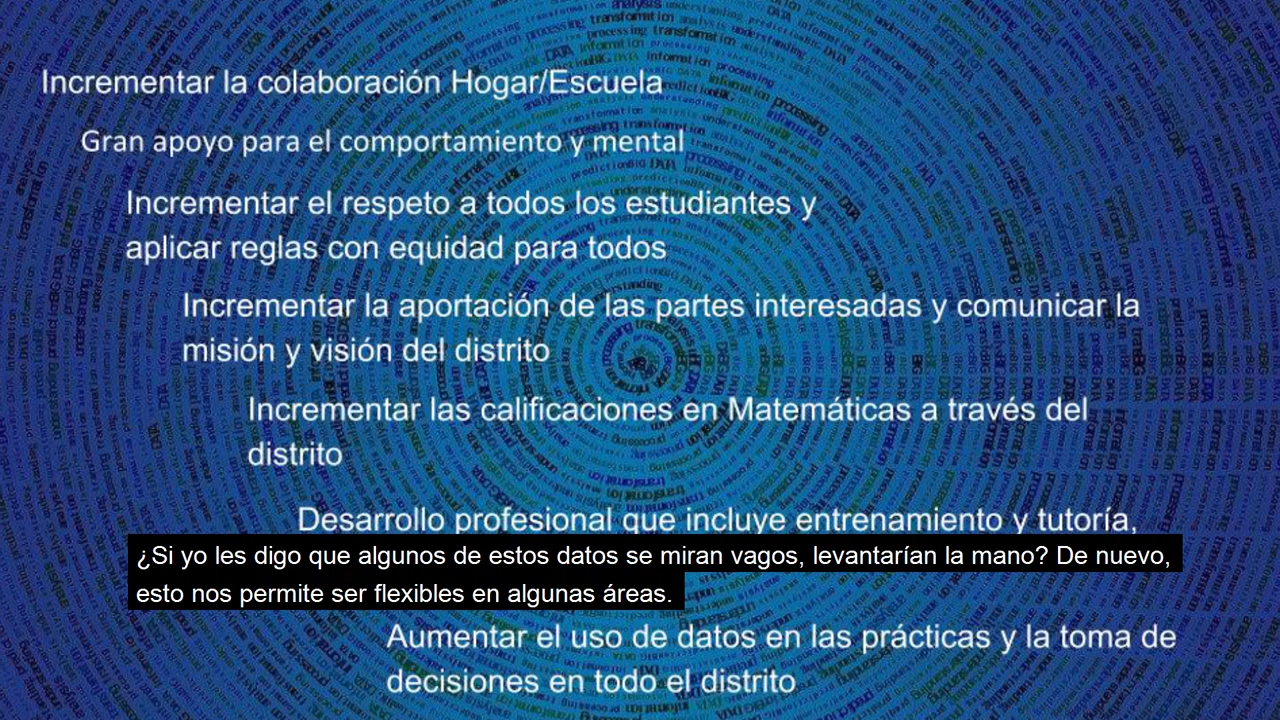 Incrementar la colaboración Hogar/Escuela
Gran apoyo para el comportamiento y mental
Incrementar el respeto a todos los estudiantes y
aplicar reglas con equidad para todos
Incrementar la aportación de las partes interesadas y comunicar la
misión y visión del distrito
Incrementar las calificaciones en Matemáticas a través del
distrito
Desarrollo profesional que incluye entrenamiento y tutoría,
¿Si yo les digo que algunos de estos datos se miran vagos, levantarían la mano? De nuevo,
esto nos permite ser flexibles en algunas áreas.
Aumentar el uso de datos en las prácticas y la toma de
decisiones en todo el distrito